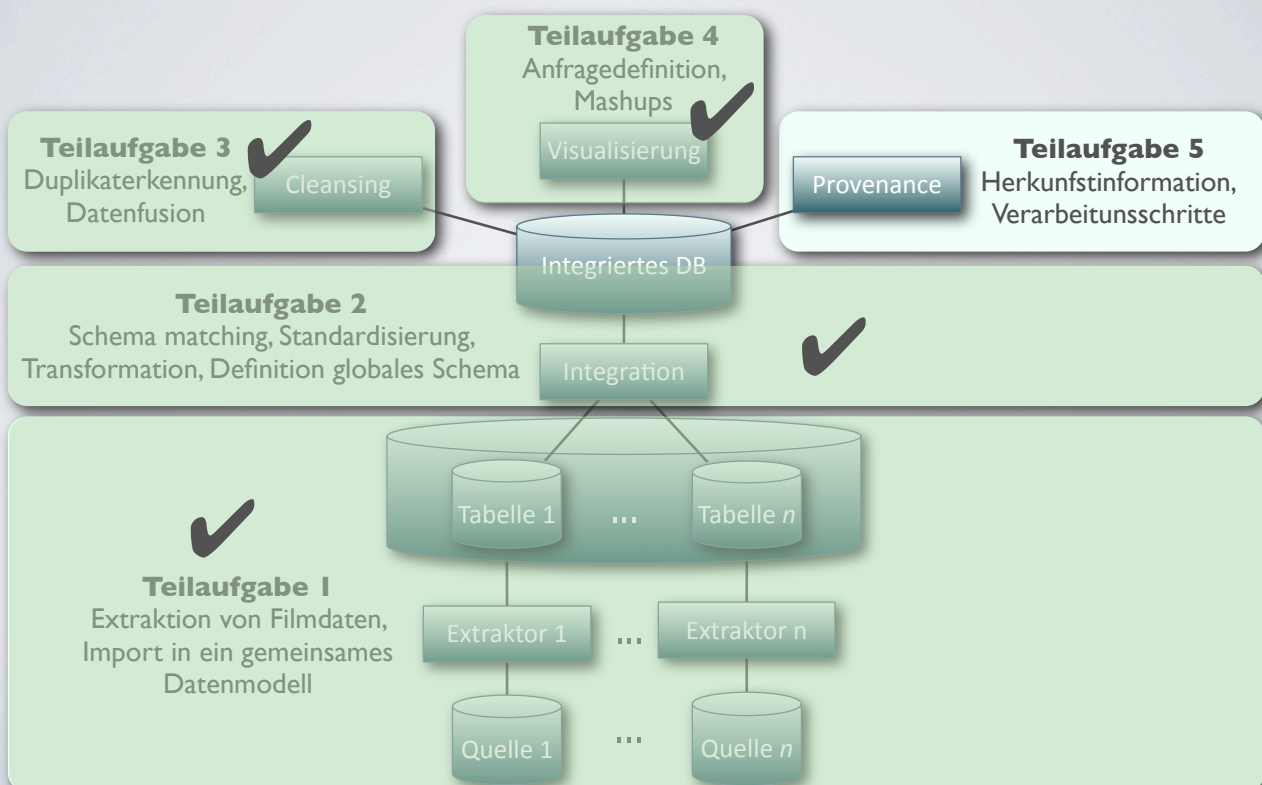 Teilaufgabe 4
Anfragedefinition,
Mashups
Visualisierung
Teilaufgabe 3
Duplikaterkennung,
Datenfusion
Cleansing
Provenance
Teilaufgabe 5
Herkunfstinformation,
Verarbeitunsschritte
Integriertes DB
Teilaufgabe 2
Schema matching, Standardisierung,
Transformation, Definition globales Schema
Integration
Tabelle 1
...
Tabelle n
Teilaufgabe 1
Extraktion von Filmdaten,
Import in ein gemeinsames
Datenmodell
Extraktor 1
...
Extraktor n
Quelle 1
...
Quelle n